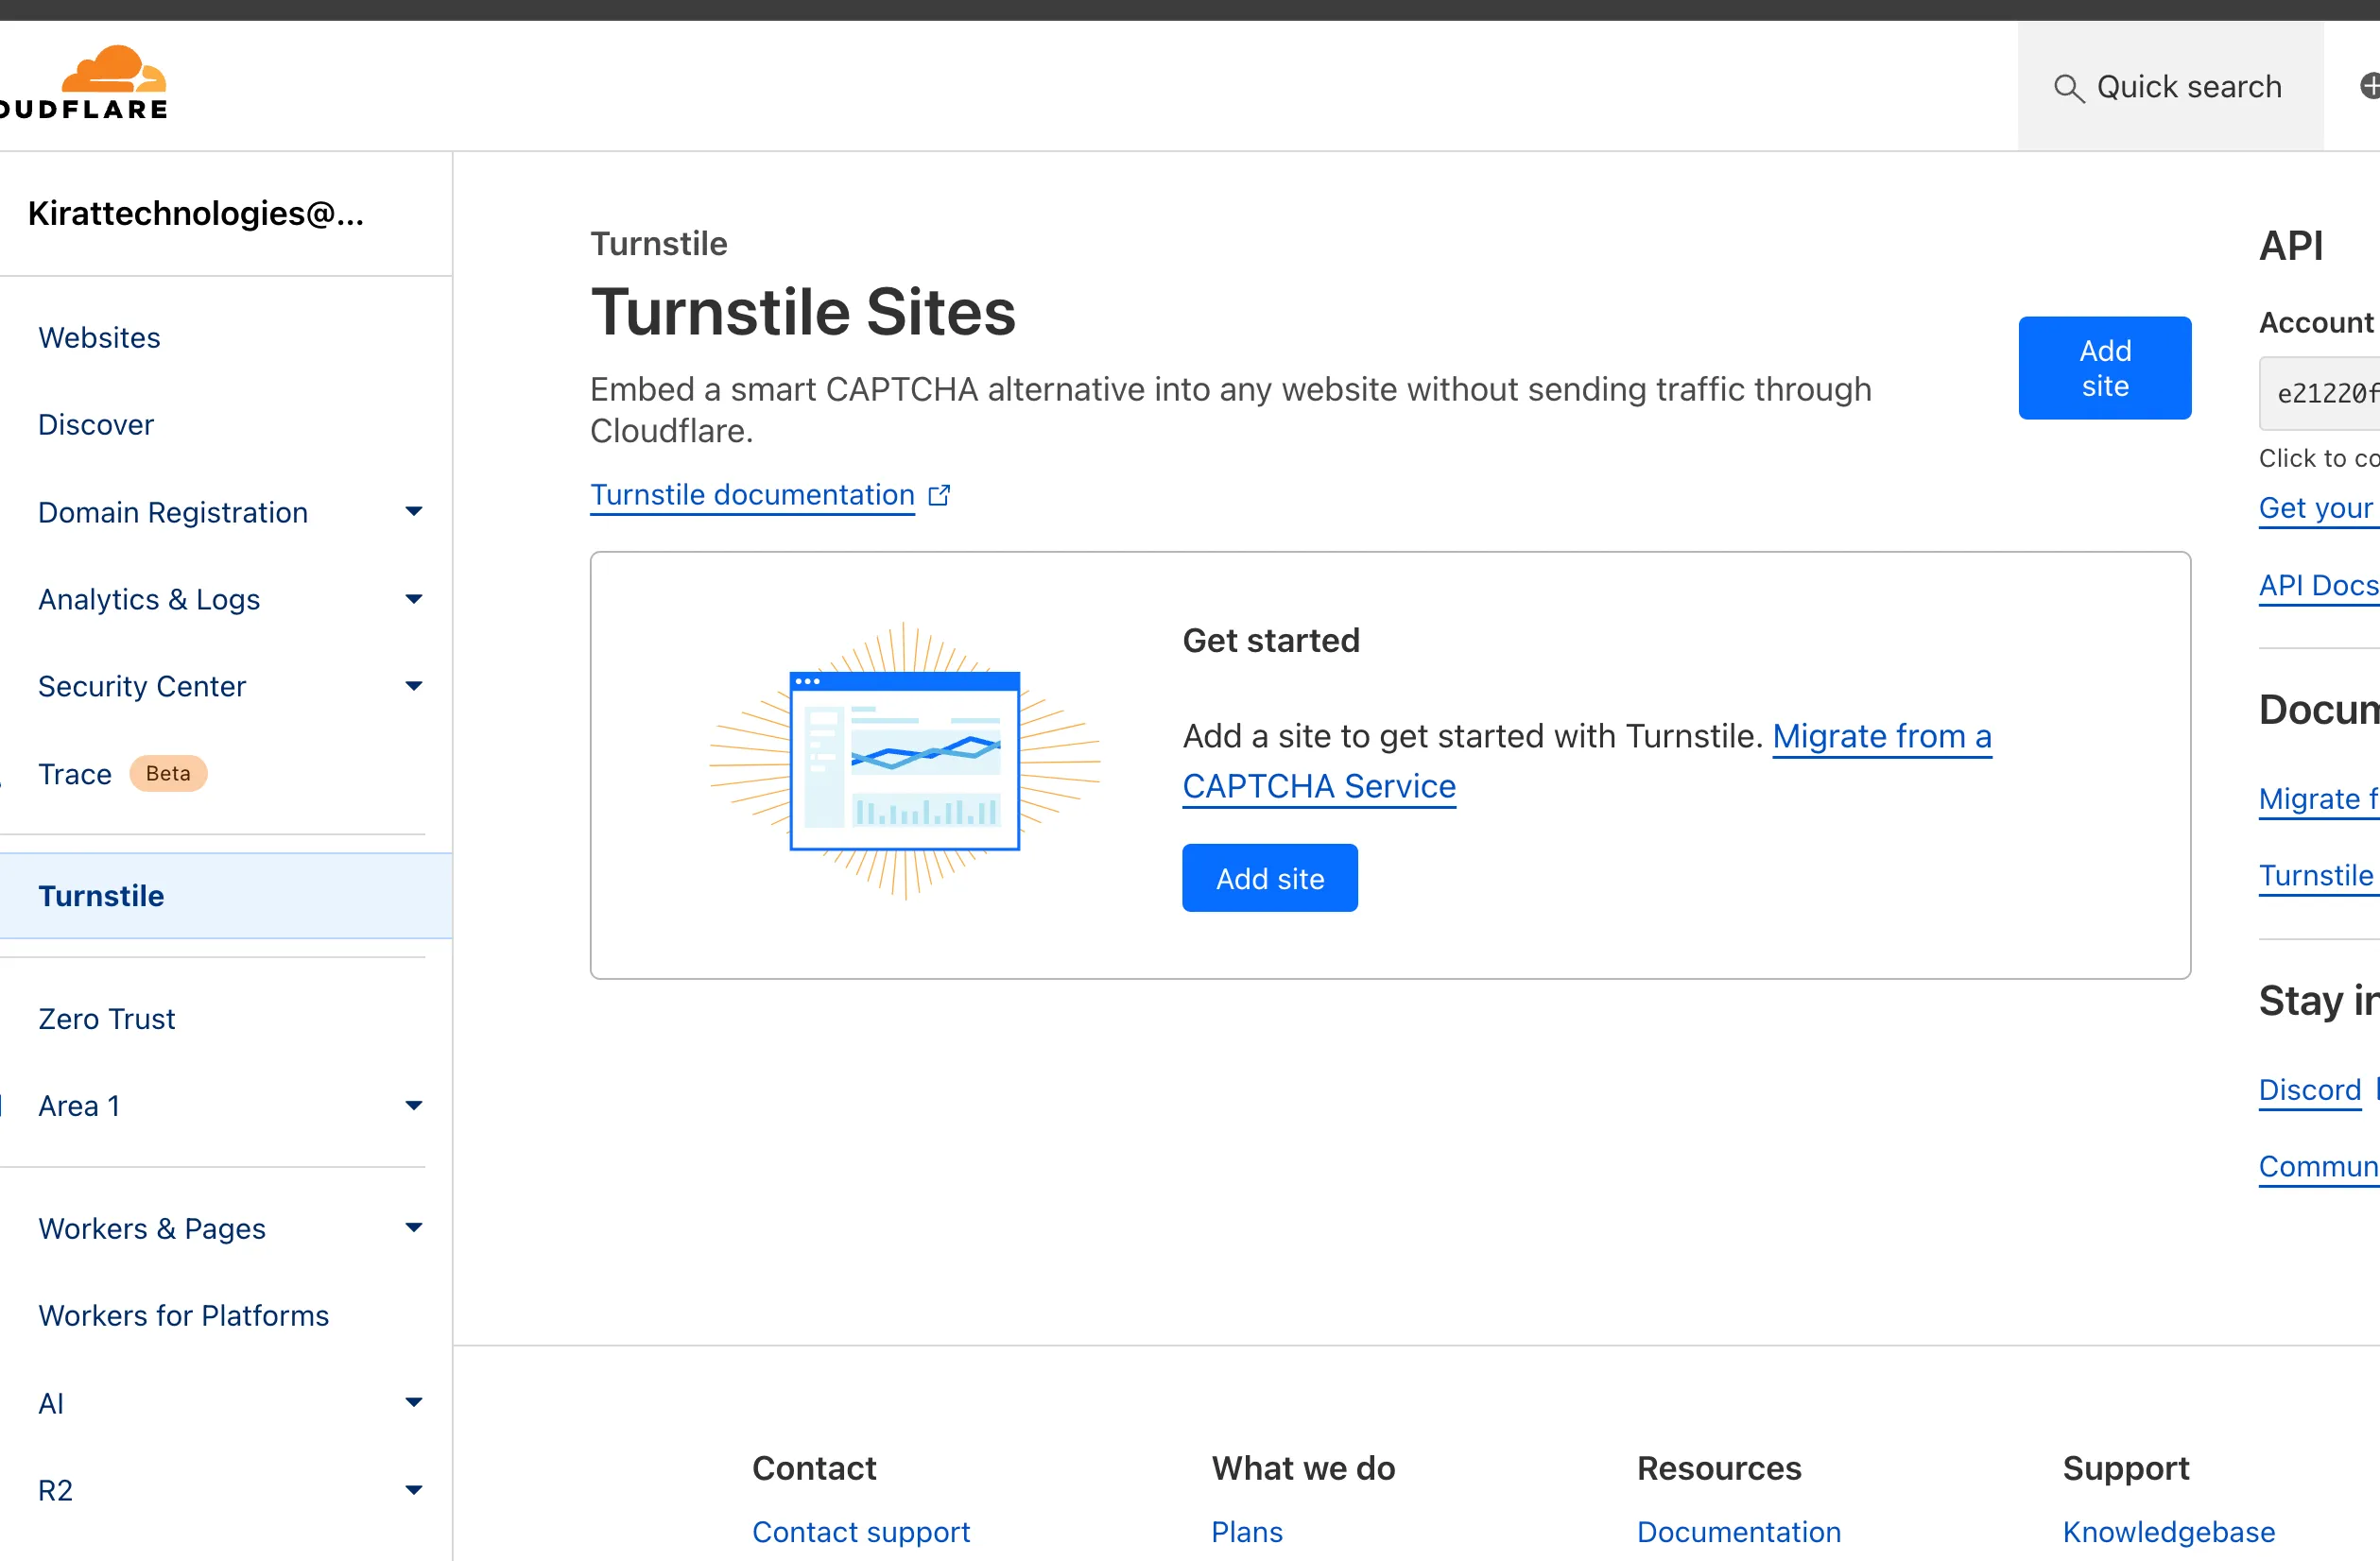 OUDFLARE
Quick search
Kirattechnologies@...
Websites
Discover
Domain Registration
Analytics & Logs
Security Center
Trace Beta
Turnstile
Zero Trust
Area 1
Workers & Pages
Workers for Platforms
AI
R2
Turnstile
Turnstile Sites
Embed a smart CAPTCHA alternative into any website without sending traffic through
Cloudflare.
Turnstile documentation
Add
site
Get started
Add a site to get started with Turnstile. Migrate from a
CAPTCHA Service
Add site
API
Account
e21220f
Click to co
Get your
API Docs
Docum
Migrate f
Turnstile
Stay in
Discord
Commun
Contact
Contact support
What we do
Plans
Resources
Documentation
Support
Knowledgebase